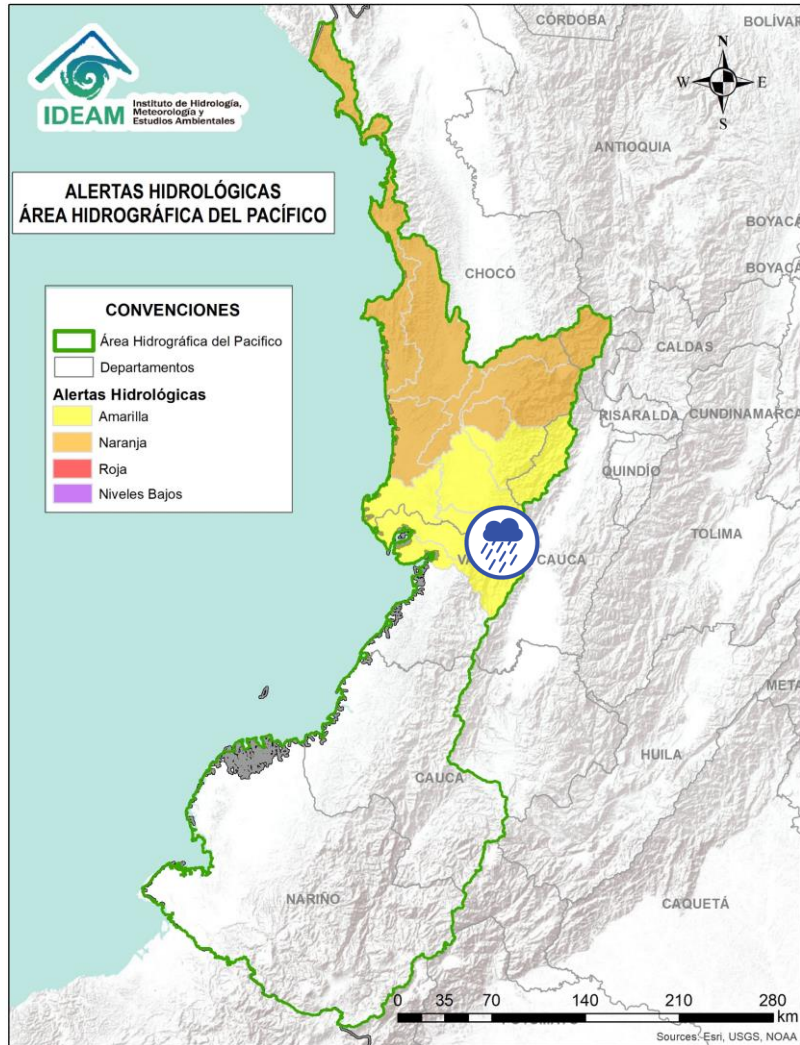 IDEAM
Instituto de Hidrología,
Meteorología y
Estudios Ambientales
ALERTAS HIDROLÓGICAS
ÁREA HIDROGRÁFICA DEL PACÍFICO
CONVENCIONES
Área Hidrográfica del Pacifico
Departamentos
Alertas Hidrológicas
Amarilla
Naranja
Roja
Niveles Bajos
N
W E
S
CÓRDOBA
BOLÍVAR
ANTIOQUIA
BOYACÁ
BOYACÁ
CHOCÓ
CALDAS
RISARALDA
CUNDINAMARCA
QUINDÍO
TOLIMA
CAUCA
META
HUILA
CAUCA
NARIÑO
CAQUETÁ
0 35 70 140 210 280
km
Sources: Esri, USGS, NOAA